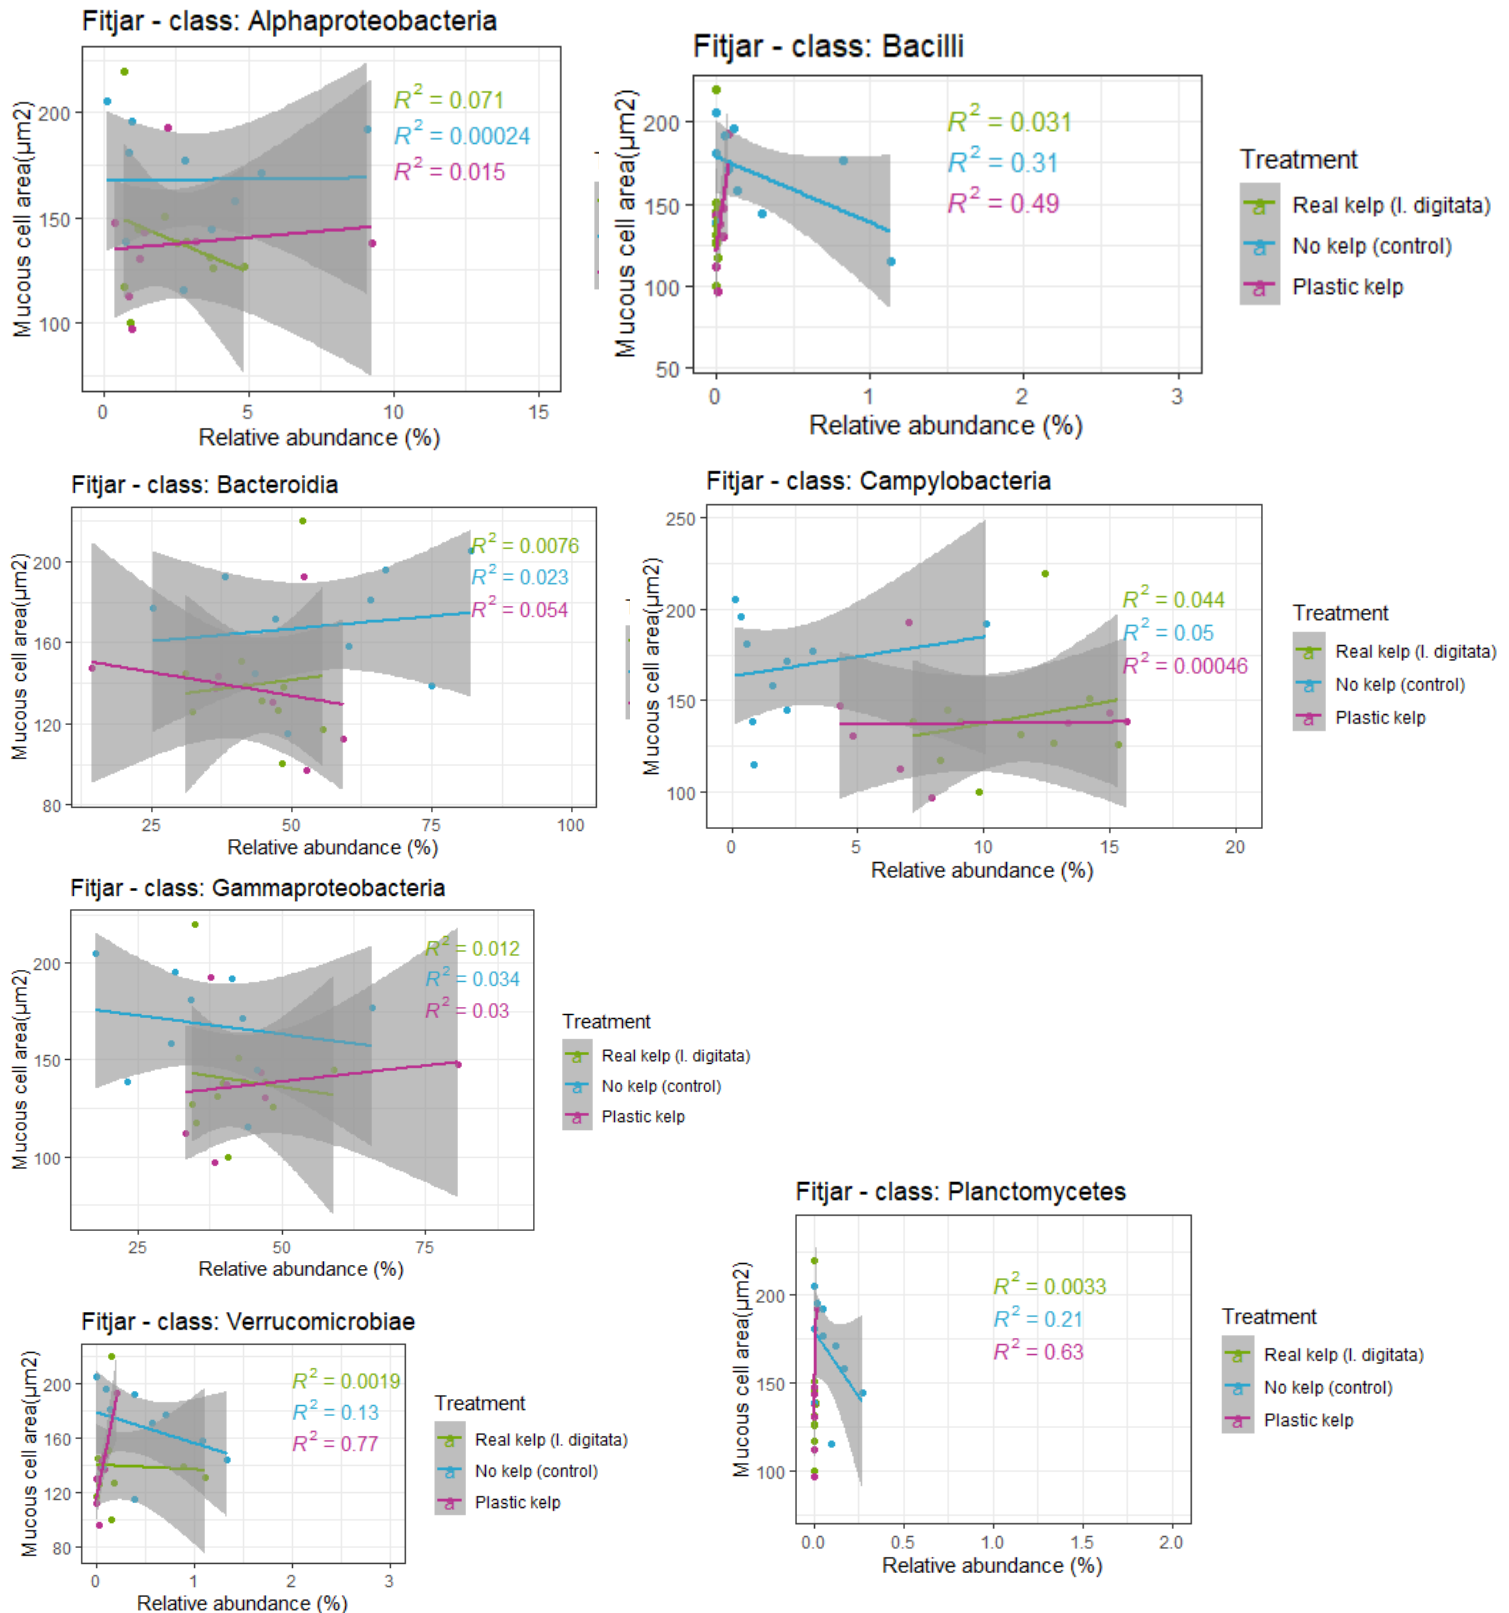 Fitjar - class: Alphaproteobacteria
Mucous cell area(µm2)
200
150
100
R² = 0.071
R² = 0.00024
R² = 0.015
0 5 10 15
Relative abundance (%)
Fitjar - class: Bacilli
Mucous cell area(µm2)
200
150
100
50
R² = 0.031
R² = 0.31
R² = 0.49
0 1 2 3
Relative abundance (%)
Treatment
a Real kelp (l. digitata)
a No kelp (control)
a Plastic kelp
Fitjar - class: Bacteroidia
Mucous cell area(µm2)
200
160
120
80
R² = 0.0076
R² = 0.023
R² = 0.054
25 50 75 100
Relative abundance (%)
Fitjar - class: Campylobacteria
Mucous cell area(µm2)
250
200
150
100
R² = 0.044
R² = 0.05
R² = 0.00046
0 5 10 15 20
Relative abundance (%)
Treatment
a Real kelp (l. digitata)
a No kelp (control)
a Plastic kelp
Fitjar - class: Gammaproteobacteria
Mucous cell area(µm2)
200
150
100
R² = 0.012
R² = 0.034
R² = 0.03
25 50 75
Relative abundance (%)
Treatment
a Real kelp (l. digitata)
a No kelp (control)
a Plastic kelp
Fitjar - class: Planctomycetes
Mucous cell area(µm2)
200
150
100
R² = 0.0033
R² = 0.21
R² = 0.63
0.0 0.5 1.0 1.5 2.0
Relative abundance (%)
Treatment
a Real kelp (l. digitata)
a No kelp (control)
a Plastic kelp
Fitjar - class: Verrucomicrobiae
Mucous cell area(µm2)
200
160
120
80
R² = 0.0019
R² = 0.13
R² = 0.77
0 1 2 3
Relative abundance (%)
Treatment
a Real kelp (l. digitata)
a No kelp (control)
a Plastic kelp